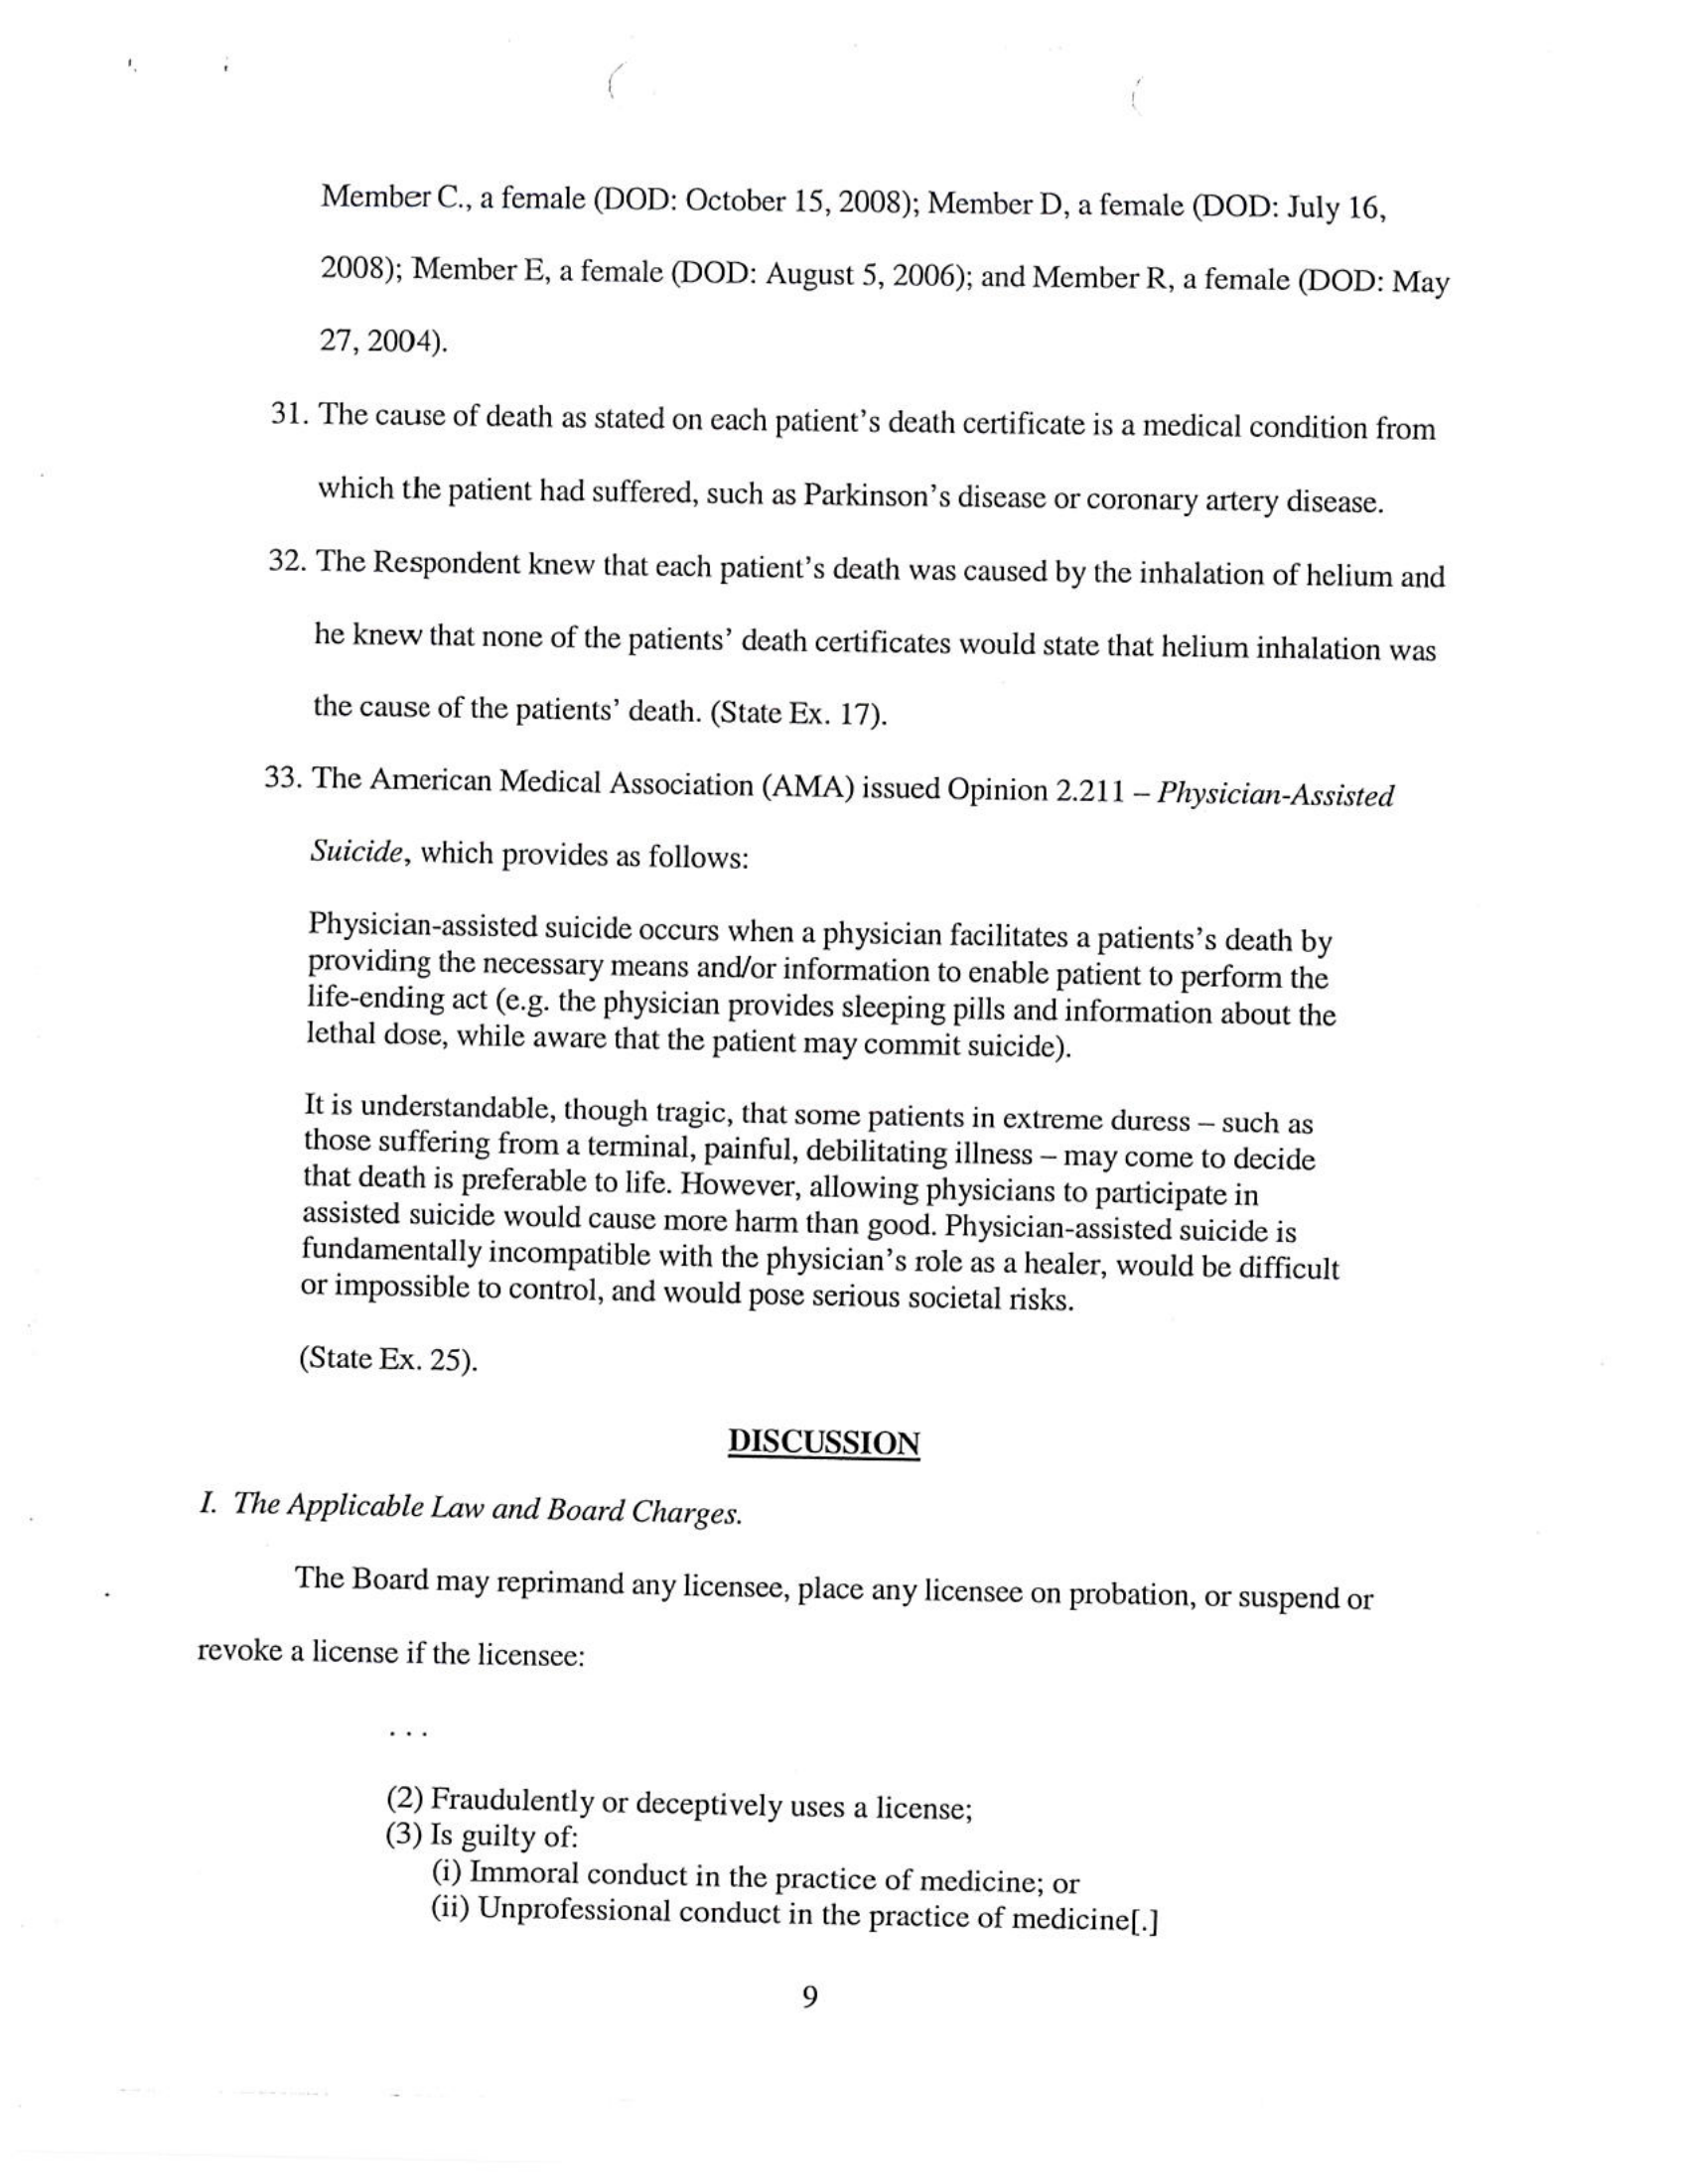 Member C., a female (DOD: October 15, 2008); Member D, a female (DOD: July 16,
2008); Member E, a female (DOD: August 5, 2006); and Member R, a female (DOD: May
27, 2004).
31. The cause of death as stated on each patient's death certificate is a medical condition from
which the patient had suffered, such as Parkinson's disease or coronary artery disease.
32. The Respondent knew that each patient's death was caused by the inhalation of helium and
he knew that none of the patients' death certificates would state that helium inhalation was
the cause of the patients' death. (State Ex. 17).
33. The American Medical Association (AMA) issued Opinion 2.211 – Physician-Assisted
Suicide, which provides as follows:
Physician-assisted suicide occurs when a physician facilitates a patients's death by
providing the necessary means and/or information to enable patient to perform the
life-ending act (e.g. the physician provides sleeping pills and information about the
lethal dose, while aware that the patient may commit suicide).
It is understandable, though tragic, that some patients in extreme duress – such as
those suffering from a terminal, painful, debilitating illness – may come to decide
that death is preferable to life. However, allowing physicians to participate in
assisted suicide would cause more harm than good. Physician-assisted suicide is
fundamentally incompatible with the physician's role as a healer, would be difficult
or impossible to control, and would pose serious societal risks.
(State Ex. 25).
DISCUSSION
I. The Applicable Law and Board Charges.
The Board may reprimand any licensee, place any licensee on probation, or suspend or
revoke a license if the licensee:
. . .
(2) Fraudulently or deceptively uses a license;
(3) Is guilty of:
(i) Immoral conduct in the practice of medicine; or
(ii) Unprofessional conduct in the practice of medicine[.]
9